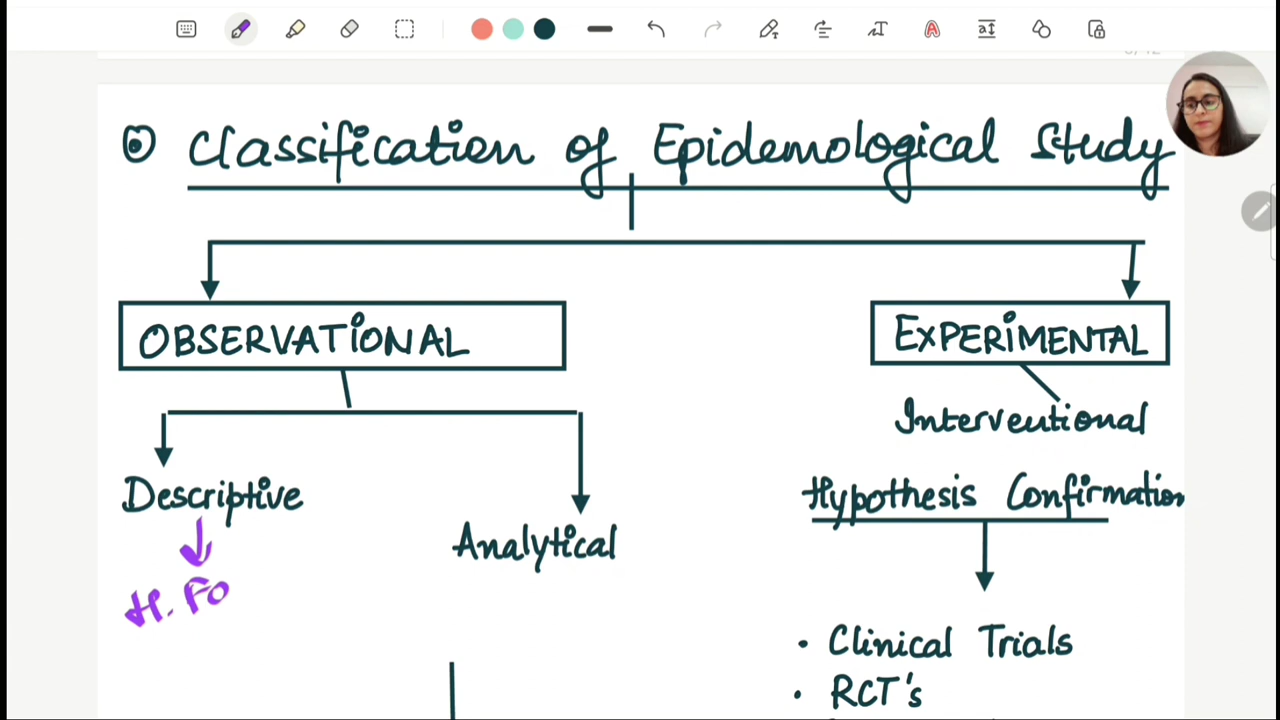 Classification of Epidemological Study
OBSERVATIONAL
EXPERIMENTAL
Interventional
Descriptive
Hypothesis Confirmation
Analytical
H. Fo
• Clinical Trials
• RCT's